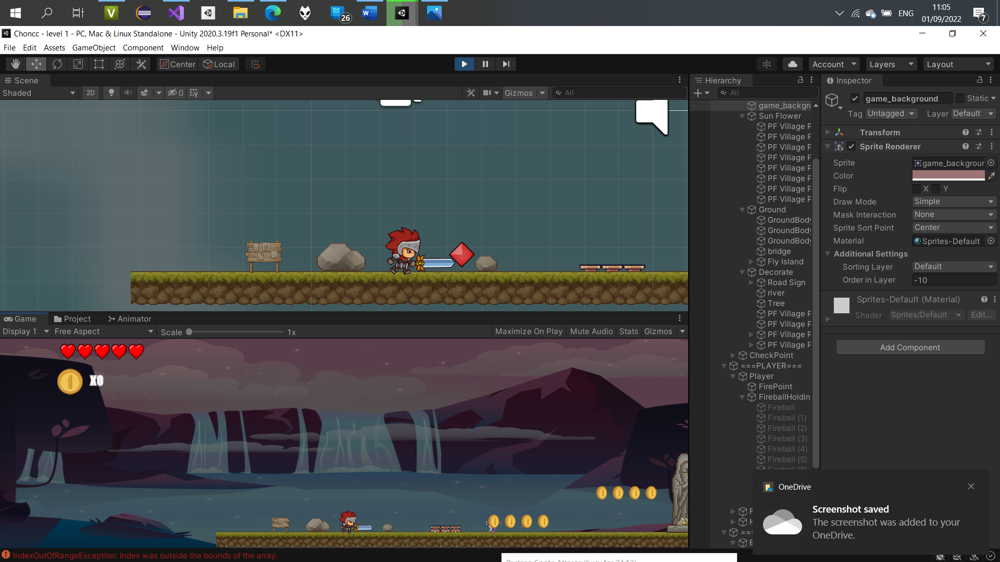 26
ENG
11:05
01/09/2022
7
Choncc - level 1 - PC, Mac & Linux Standalone - Unity 2020.3.19f1 Personal* <DX11>
File Edit Assets GameObject Component Window Help
Center Local
Account Layers Layout
Scene
Shaded 2D 0 Gizmos All
Hierarchy
All
game_backgr
Sun Flower
PF Village P
PF Village P
PF Village P
PF Village P
PF Village P
PF Village P
PF Village P
PF Village P
Ground
GroundBody
GroundBody
GroundBody
bridge
Fly Island
Decorate
Road Sign
river
Tree
PF Village P
PF Village P
PF Village P
PF Village P
CheckPoint
===PLAYER===
Player
FirePoint
FireballHoldin
Fireball
Fireball (1)
Fireball (2)
Fireball (3)
Fireball (4)
Fireball (5)
Inspector
game_background Static
Tag Untagged Layer Default
Transform
Sprite Renderer
Sprite game_backgroun
Color
Flip X Y
Draw Mode Simple
Mask Interaction None
Sprite Sort Point Center
Material Sprites-Default
Additional Settings
Sorting Layer Default
Order in Layer -10
Sprites-Default (Material)
Shader Sprites/Default Edit...
Add Component
Game Project Animator
Display 1 Free Aspect Scale 1x Maximize On Play Mute Audio Stats Gizmos
X0
OneDrive
Screenshot saved
The screenshot was added to your
OneDrive.
IndexOutOfRangeException: Index was outside the bounds of the array.